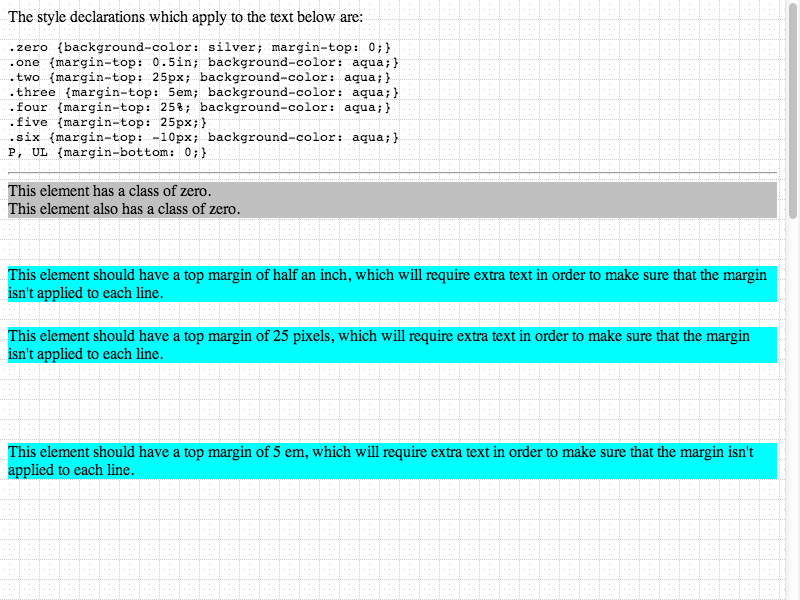 The style declarations which apply to the text below are:
.zero {background-color: silver; margin-top: 0;}
.one {margin-top: 0.5in; background-color: aqua;}
.two {margin-top: 25px; background-color: aqua;}
.three {margin-top: 5em; background-color: aqua;}
.four {margin-top: 25%; background-color: aqua;}
.five {margin-top: 25px;}
.six {margin-top: -10px; background-color: aqua;}
P, UL {margin-bottom: 0;}
This element has a class of zero.
This element also has a class of zero.
This element should have a top margin of half an inch, which will require extra text in order to make sure that the margin
isn't applied to each line.
This element should have a top margin of 25 pixels, which will require extra text in order to make sure that the margin
isn't applied to each line.
This element should have a top margin of 5 em, which will require extra text in order to make sure that the margin isn't
applied to each line.